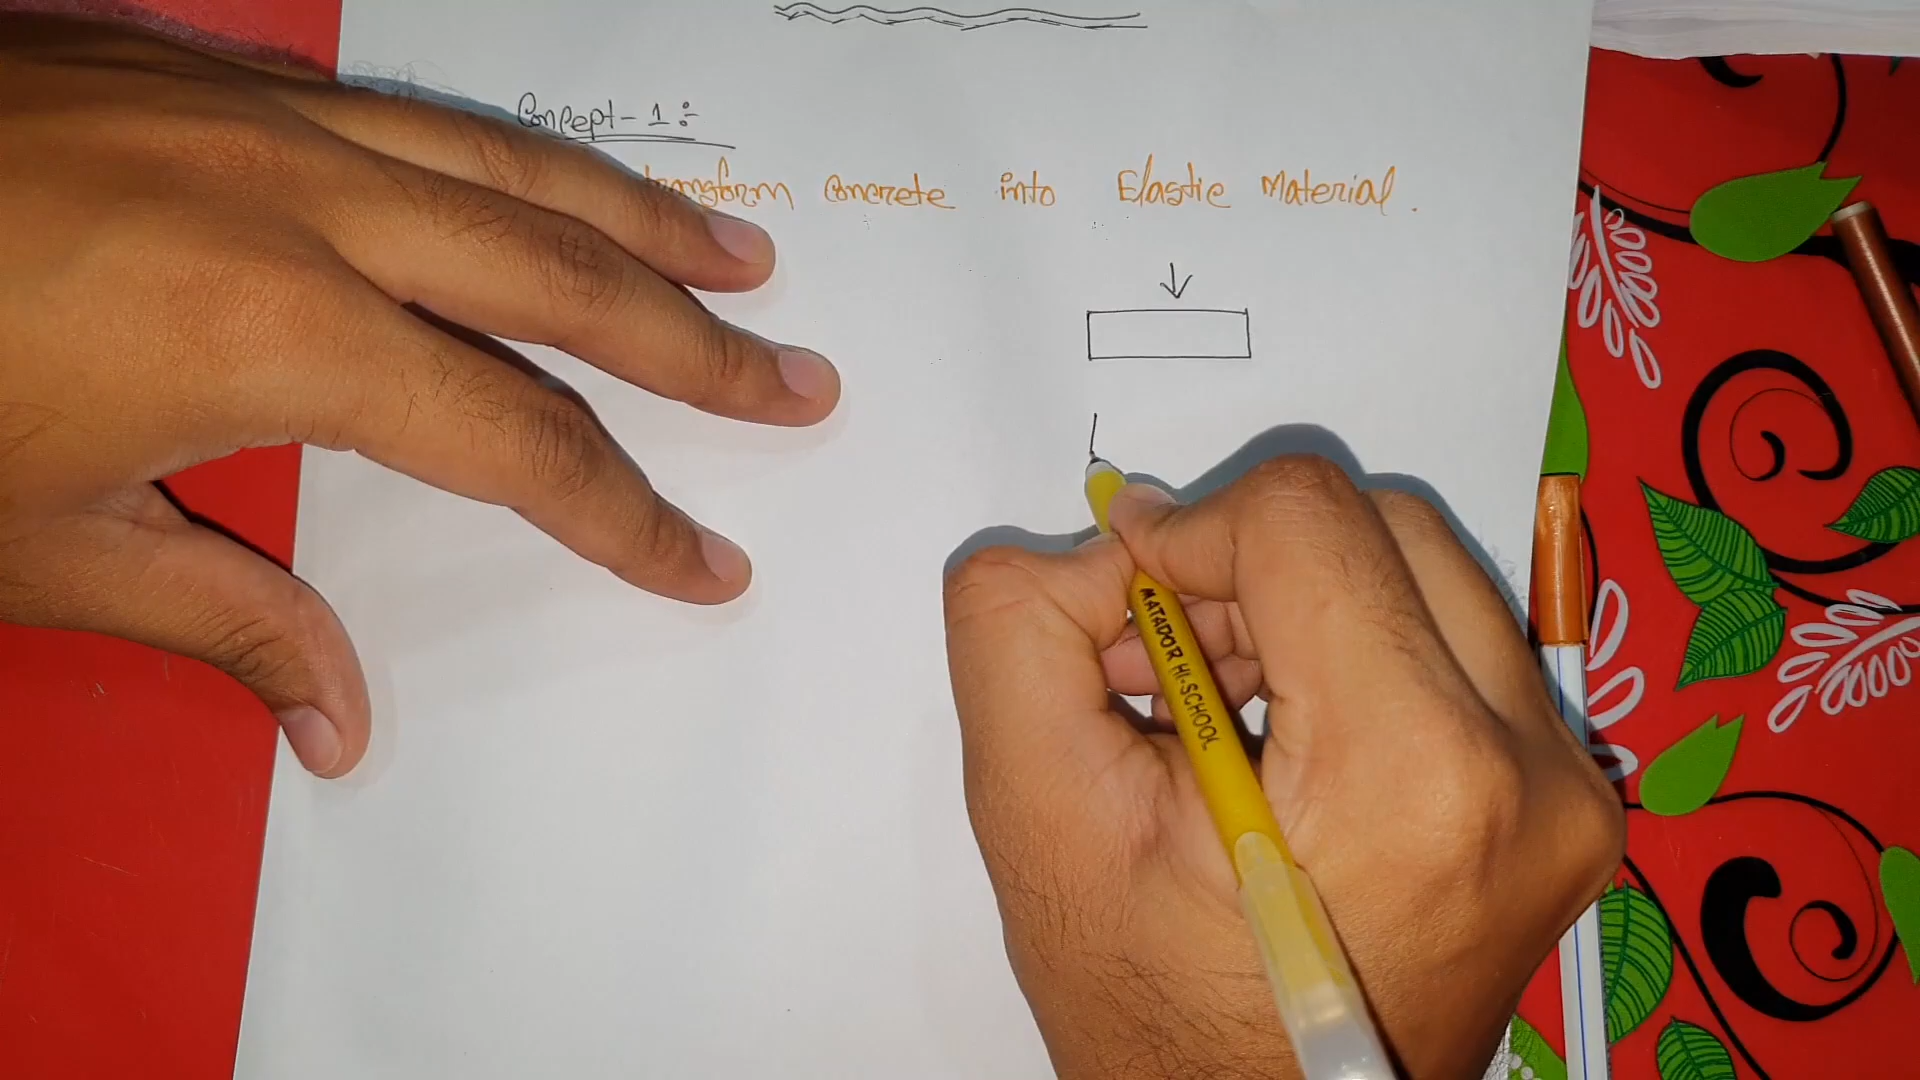 Concept - 1 :-
transform concrete into Elastic Material.
MATADOR HI-SCHOOL